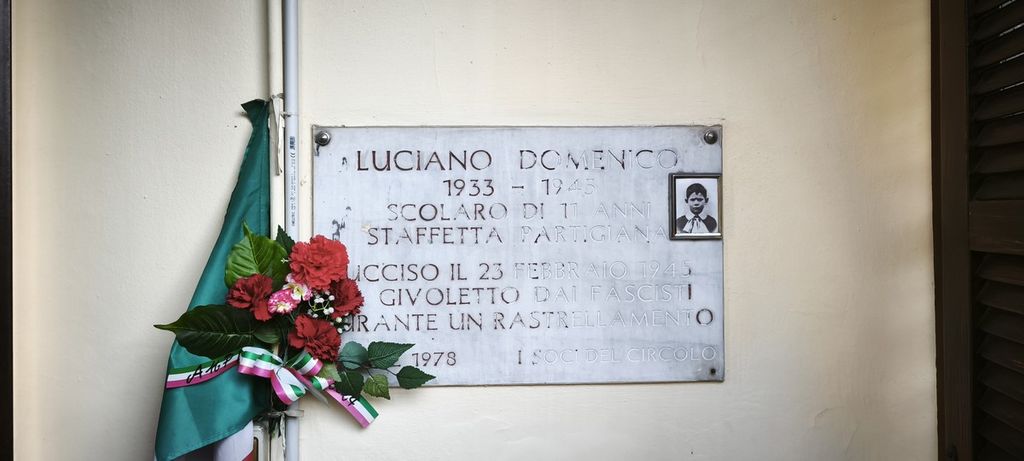 LUCIANO DOMENICO
1933 - 1945
SCOLARO DI 11 ANNI
STAFFETTA PARTIGIANA
UCCISO IL 23 FEBBRAIO 1945
GIVOLETTO DAI FASCISTI
URANTE UN RASTRELLAMENTO
1978 I SOCI DEL CIRCOLO